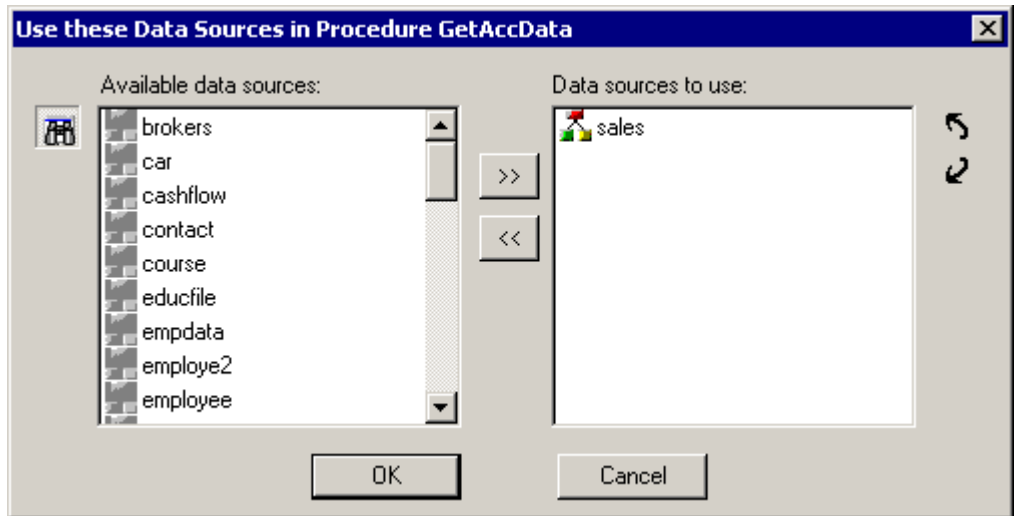 Use these Data Sources in Procedure GetAccData
Available data sources:
brokers
car
cashflow
contact
course
educfile
empdata
employe2
employee
>>
<<
Data sources to use:
sales
OK
Cancel